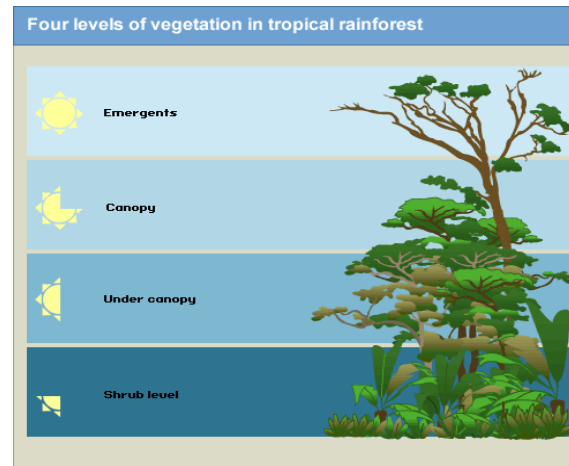 Four levels of vegetation in tropical rainforest
Emergents
Canopy
Under canopy
Shrub level